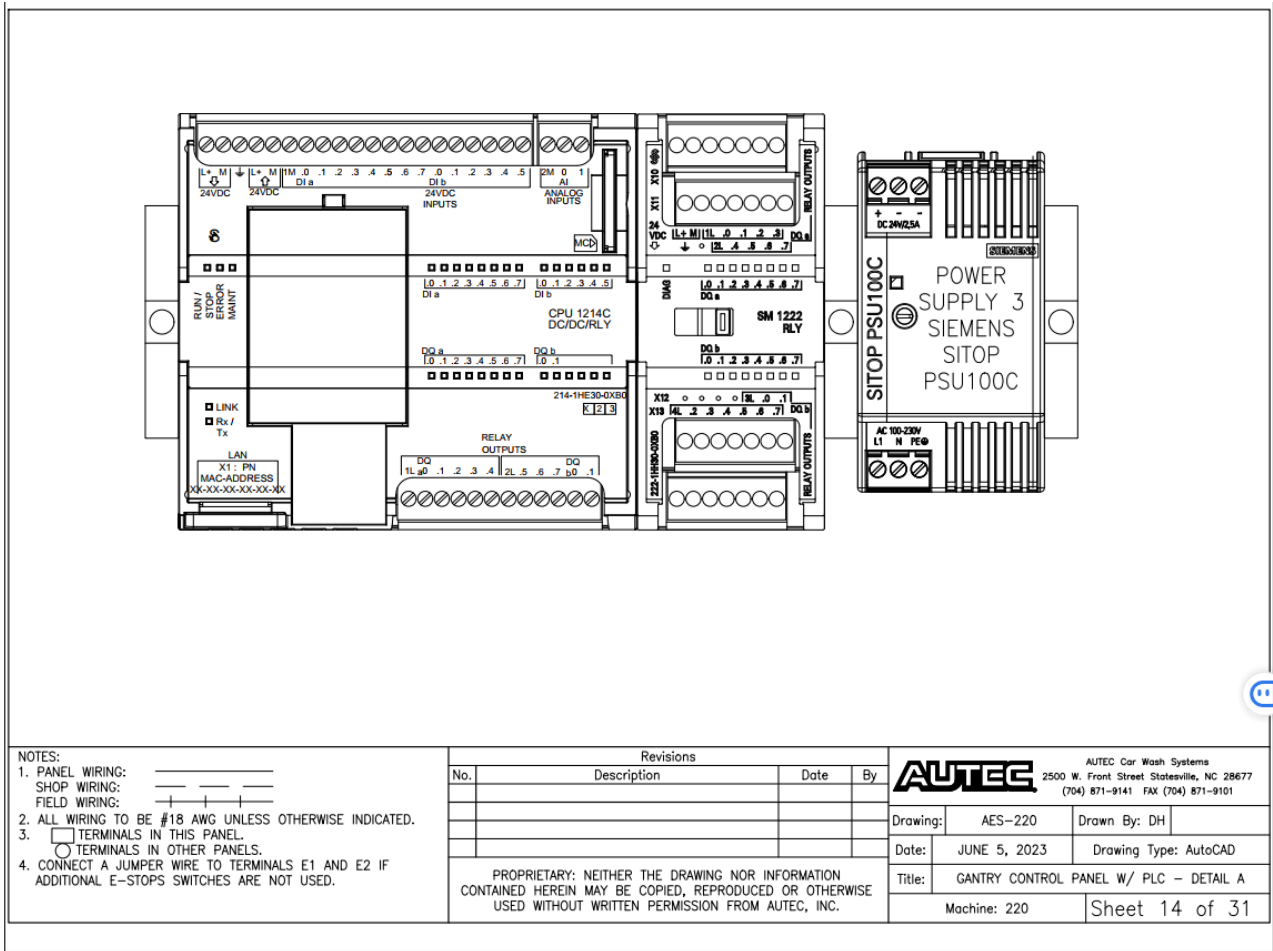 L+ M ⏚ L+ M 1M .0 .1 .2 .3 .4 .5 .6 .7 .0 .1 .2 .3 .4 .5 2M 0 1
DI a DI b AI
24VDC 24VDC 24VDC INPUTS ANALOG INPUTS
MC
RUN / STOP
ERROR
MAINT
.0 .1 .2 .3 .4 .5 .6 .7 .0 .1 .2 .3 .4 .5
DI a DI b
CPU 1214C
DC/DC/RLY
DQ a DQ b
.0 .1 .2 .3 .4 .5 .6 .7 .0 .1
214-1HE30-0XB0
X 2 3
LINK
Rx /
Tx
LAN
X1 : PN
MAC-ADDRESS
XX-XX-XX-XX-XX-XX
RELAY
OUTPUTS
DQ DQ
1L a0 .1 .2 .3 .4 2L .5 .6 .7 b0 .1
X10
X11
RELAY OUTPUTS
24
VDC
L+ M 1L .0 .1 .2 .3 DQ a
2L .4 .5 .6 .7
DIAG
.0 .1 .2 .3 .4 .5 .6 .7
DQ a
SM 1222
RLY
DQ b
.0 .1 .2 .3 .4 .5 .6 .7
X12 3L .0 .1
X13 4L .2 .3 .4 .5 .6 .7 DQ b
222-1HH30-0XB0
RELAY OUTPUTS
+ - -
DC 24V/2,5A
SIEMENS
SITOP PSU100C
POWER
SUPPLY 3
SIEMENS
SITOP
PSU100C
AC 100-230V
L1 N PE
NOTES:
1. PANEL WIRING:
SHOP WIRING:
FIELD WIRING:
2. ALL WIRING TO BE #18 AWG UNLESS OTHERWISE INDICATED.
3. TERMINALS IN THIS PANEL.
TERMINALS IN OTHER PANELS.
4. CONNECT A JUMPER WIRE TO TERMINALS E1 AND E2 IF
ADDITIONAL E-STOPS SWITCHES ARE NOT USED.
Revisions
No. Description Date By
PROPRIETARY: NEITHER THE DRAWING NOR INFORMATION
CONTAINED HEREIN MAY BE COPIED, REPRODUCED OR OTHERWISE
USED WITHOUT WRITTEN PERMISSION FROM AUTEC, INC.
AUTEC
AUTEC Car Wash Systems
2500 W. Front Street Statesville, NC 28677
(704) 871-9141 FAX (704) 871-9101
Drawing: AES-220 Drawn By: DH
Date: JUNE 5, 2023 Drawing Type: AutoCAD
Title: GANTRY CONTROL PANEL W/ PLC - DETAIL A
Machine: 220 Sheet 14 of 31